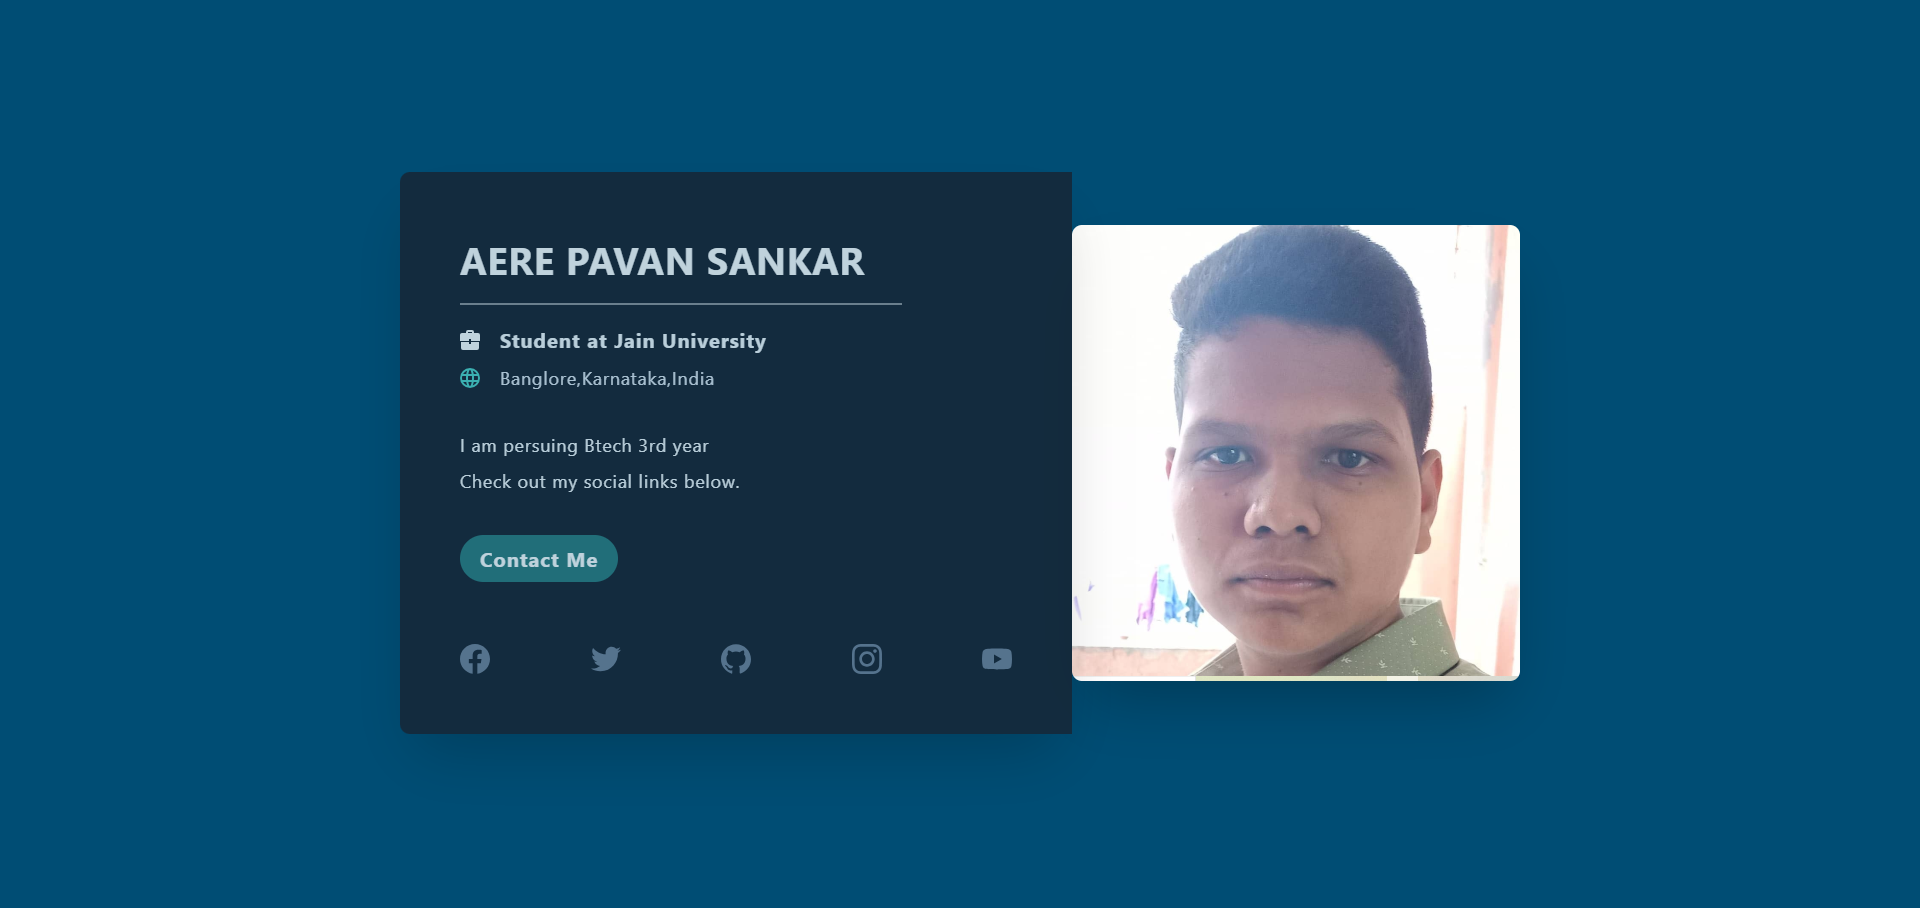 AERE PAVAN SANKAR
Student at Jain University
Banglore,Karnataka,India
I am persuing Btech 3rd year
Check out my social links below.
Contact Me